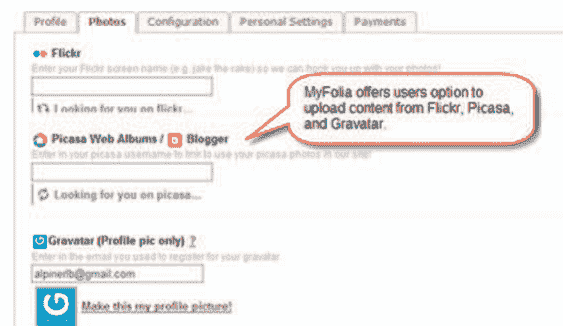 Profile Photos Configuration Personal Settings Payments
Flickr
Enter your Flickr screen name (e.g. jake the rake) so we can hook you up with your photos!
Looking for you on flickr...
MyFolia offers users option to
upload content from Flickr, Picasa,
and Gravatar.
Picasa Web Albums / Blogger
Enter in your picasa username to link to use your picasa photos in our site!
Looking for you on picasa...
Gravatar (Profile pic only) ?
Enter in the email you used to register for your gravatar
alpinerlb@gmail.com
Make this my profile picture!